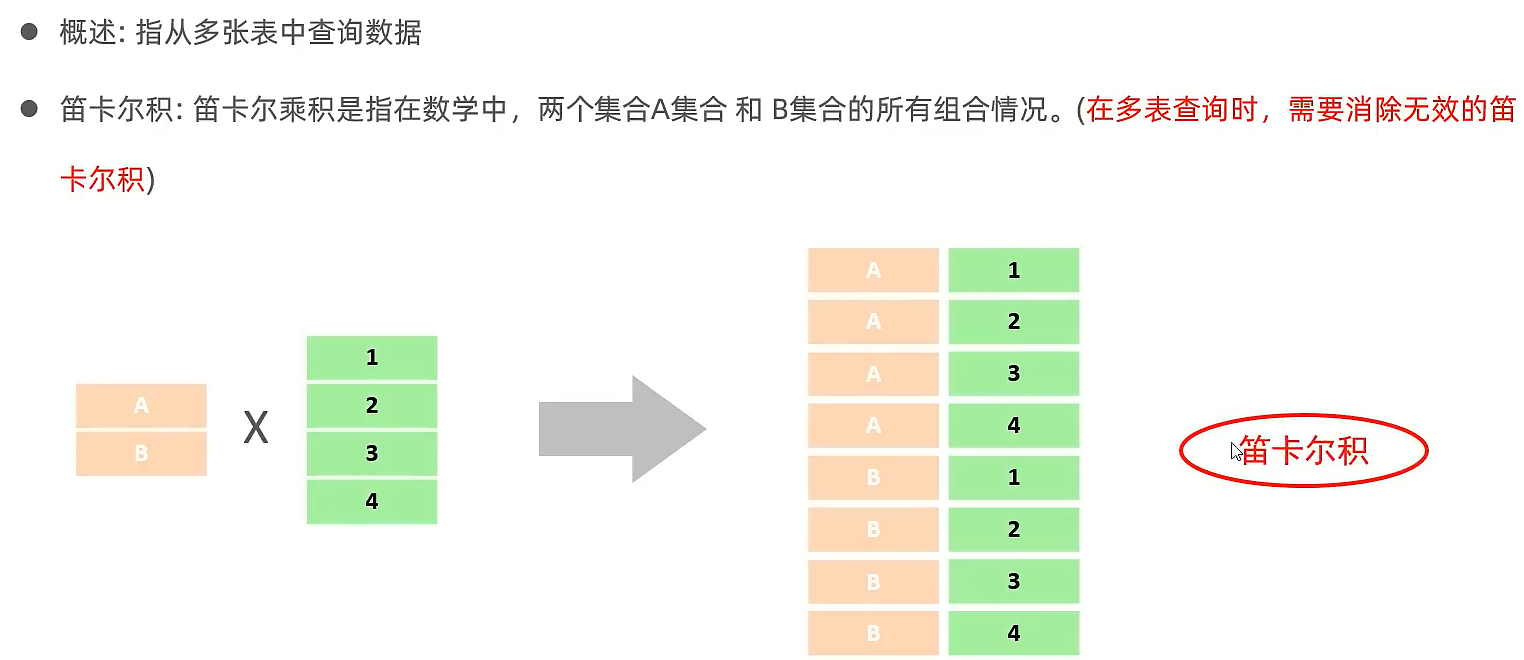 概述: 指从多张表中查询数据
笛卡尔积: 笛卡尔乘积是指在数学中，两个集合A集合 和 B集合的所有组合情况。(在多表查询时，需要消除无效的笛
卡尔积)
A
B
X
1
2
3
4
A 1
A 2
A 3
A 4
B 1
B 2
B 3
B 4
笛卡尔积